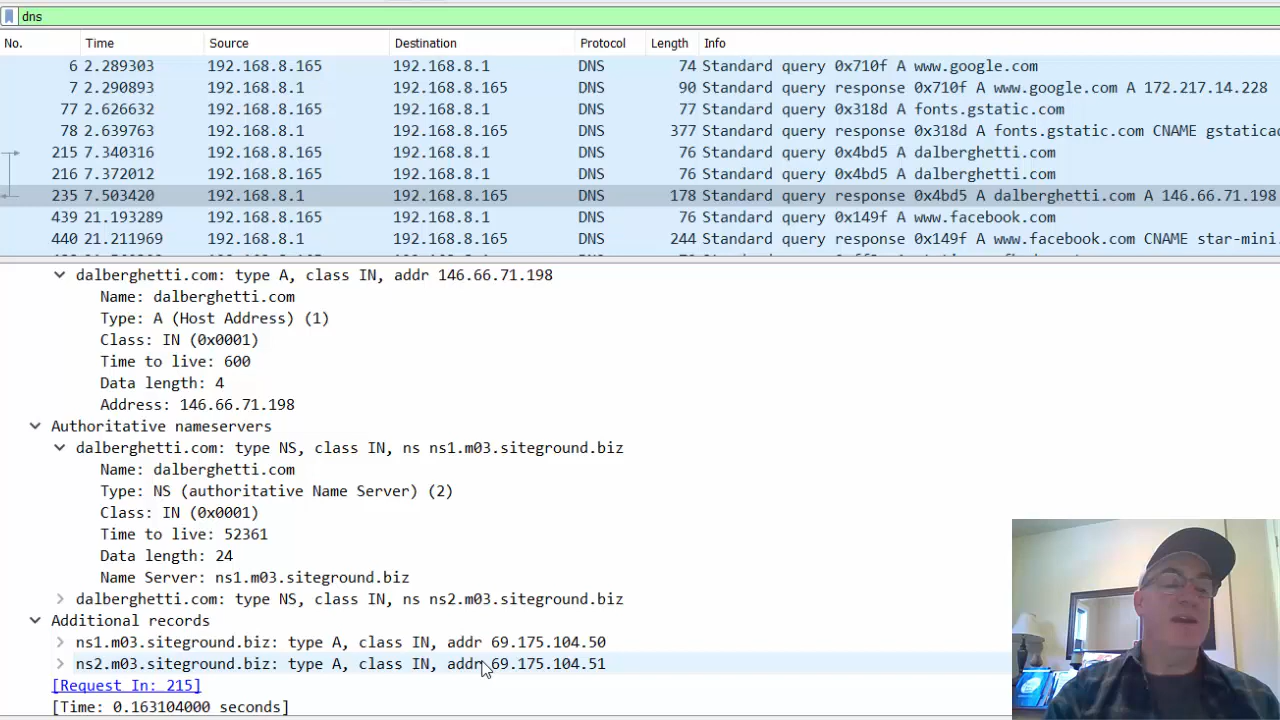 dns
No. Time Source Destination Protocol Length Info
6 2.289303 192.168.8.165 192.168.8.1 DNS 74 Standard query 0x710f A www.google.com
7 2.290893 192.168.8.1 192.168.8.165 DNS 90 Standard query response 0x710f A www.google.com A 172.217.14.228
77 2.626632 192.168.8.165 192.168.8.1 DNS 77 Standard query 0x318d A fonts.gstatic.com
78 2.639763 192.168.8.1 192.168.8.165 DNS 377 Standard query response 0x318d A fonts.gstatic.com CNAME gstatica
215 7.340316 192.168.8.165 192.168.8.1 DNS 76 Standard query 0x4bd5 A dalberghetti.com
216 7.372012 192.168.8.165 192.168.8.1 DNS 76 Standard query 0x4bd5 A dalberghetti.com
235 7.503420 192.168.8.1 192.168.8.165 DNS 178 Standard query response 0x4bd5 A dalberghetti.com A 146.66.71.198
439 21.193289 192.168.8.165 192.168.8.1 DNS 76 Standard query 0x149f A www.facebook.com
440 21.211969 192.168.8.1 192.168.8.165 DNS 244 Standard query response 0x149f A www.facebook.com CNAME star-mini.
dalberghetti.com: type A, class IN, addr 146.66.71.198
Name: dalberghetti.com
Type: A (Host Address) (1)
Class: IN (0x0001)
Time to live: 600
Data length: 4
Address: 146.66.71.198
Authoritative nameservers
dalberghetti.com: type NS, class IN, ns ns1.m03.siteground.biz
Name: dalberghetti.com
Type: NS (authoritative Name Server) (2)
Class: IN (0x0001)
Time to live: 52361
Data length: 24
Name Server: ns1.m03.siteground.biz
dalberghetti.com: type NS, class IN, ns ns2.m03.siteground.biz
Additional records
ns1.m03.siteground.biz: type A, class IN, addr 69.175.104.50
ns2.m03.siteground.biz: type A, class IN, addr 69.175.104.51
[Request In: 215]
[Time: 0.163104000 seconds]